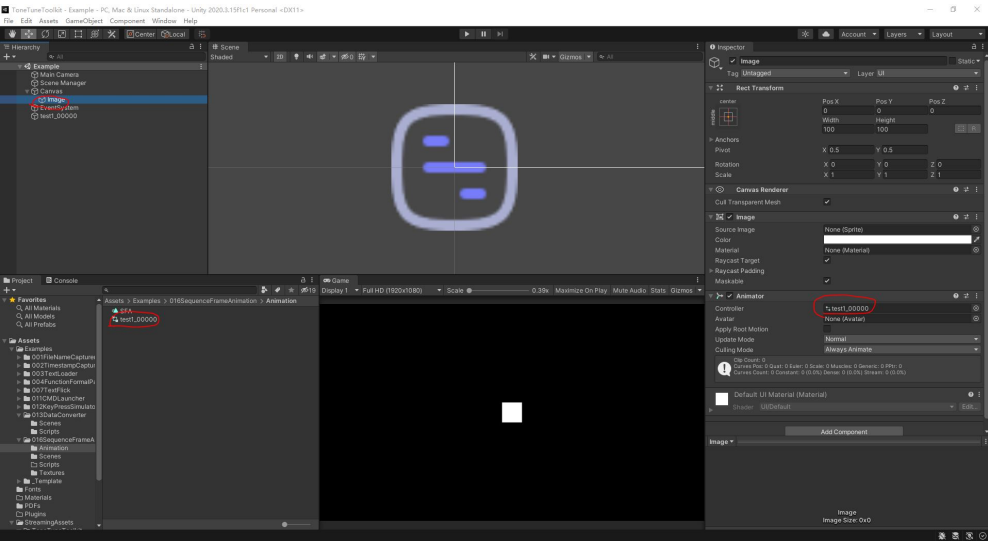 ToneTuneToolkit - Example - PC, Mac & Linux Standalone - Unity 2020.3.15f1c1 Personal <DX11>
File Edit Assets GameObject Component Window Help
Center Local Account Layers Layout
Hierarchy
All
Example
Main Camera
Scene Manager
Canvas
Image
EventSystem
test1_00000
Scene
Shaded 2D 0 Gizmos All
Project Console
16
Favorites
All Materials
All Models
All Prefabs
Assets
Examples
001FileNameCapturer
002TimestampCaptur
003TextLoader
004FunctionFormalPa
007TextFlick
011CMDLauncher
012KeyPressSimulato
013DataConverter
Scenes
Scripts
016SequenceFrameA
Animation
Scenes
Scripts
Textures
_Template
Fonts
Materials
PDFs
Plugins
StreamingAssets
Assets > Examples > 016SequenceFrameAnimation > Animation
SFA
test1_00000
Game
Display 1 Full HD (1920x1080) Scale 0.39x Maximize On Play Mute Audio Stats Gizmos
Inspector
Image Static
Tag Untagged Layer UI
Rect Transform
center Pos X Pos Y Pos Z
middle 0 0 0
Width Height
100 100
Anchors
Pivot X 0.5 Y 0.5
Rotation X 0 Y 0 Z 0
Scale X 1 Y 1 Z 1
Canvas Renderer
Cull Transparent Mesh
Image
Source Image None (Sprite)
Color
Material None (Material)
Raycast Target
Raycast Padding
Maskable
Animator
Controller test1_00000
Avatar None (Avatar)
Apply Root Motion
Update Mode Normal
Culling Mode Always Animate
Clip Count: 0
Curves Pos: 0 Quat: 0 Euler: 0 Scale: 0 Muscles: 0 Generic: 0 PPtr: 0
Curves Count: 0 Constant: 0 (0.0%) Dense: 0 (0.0%) Stream: 0 (0.0%)
Default UI Material (Material)
Shader UI/Default Edit...
Add Component
Image
Image
Image Size: 0x0